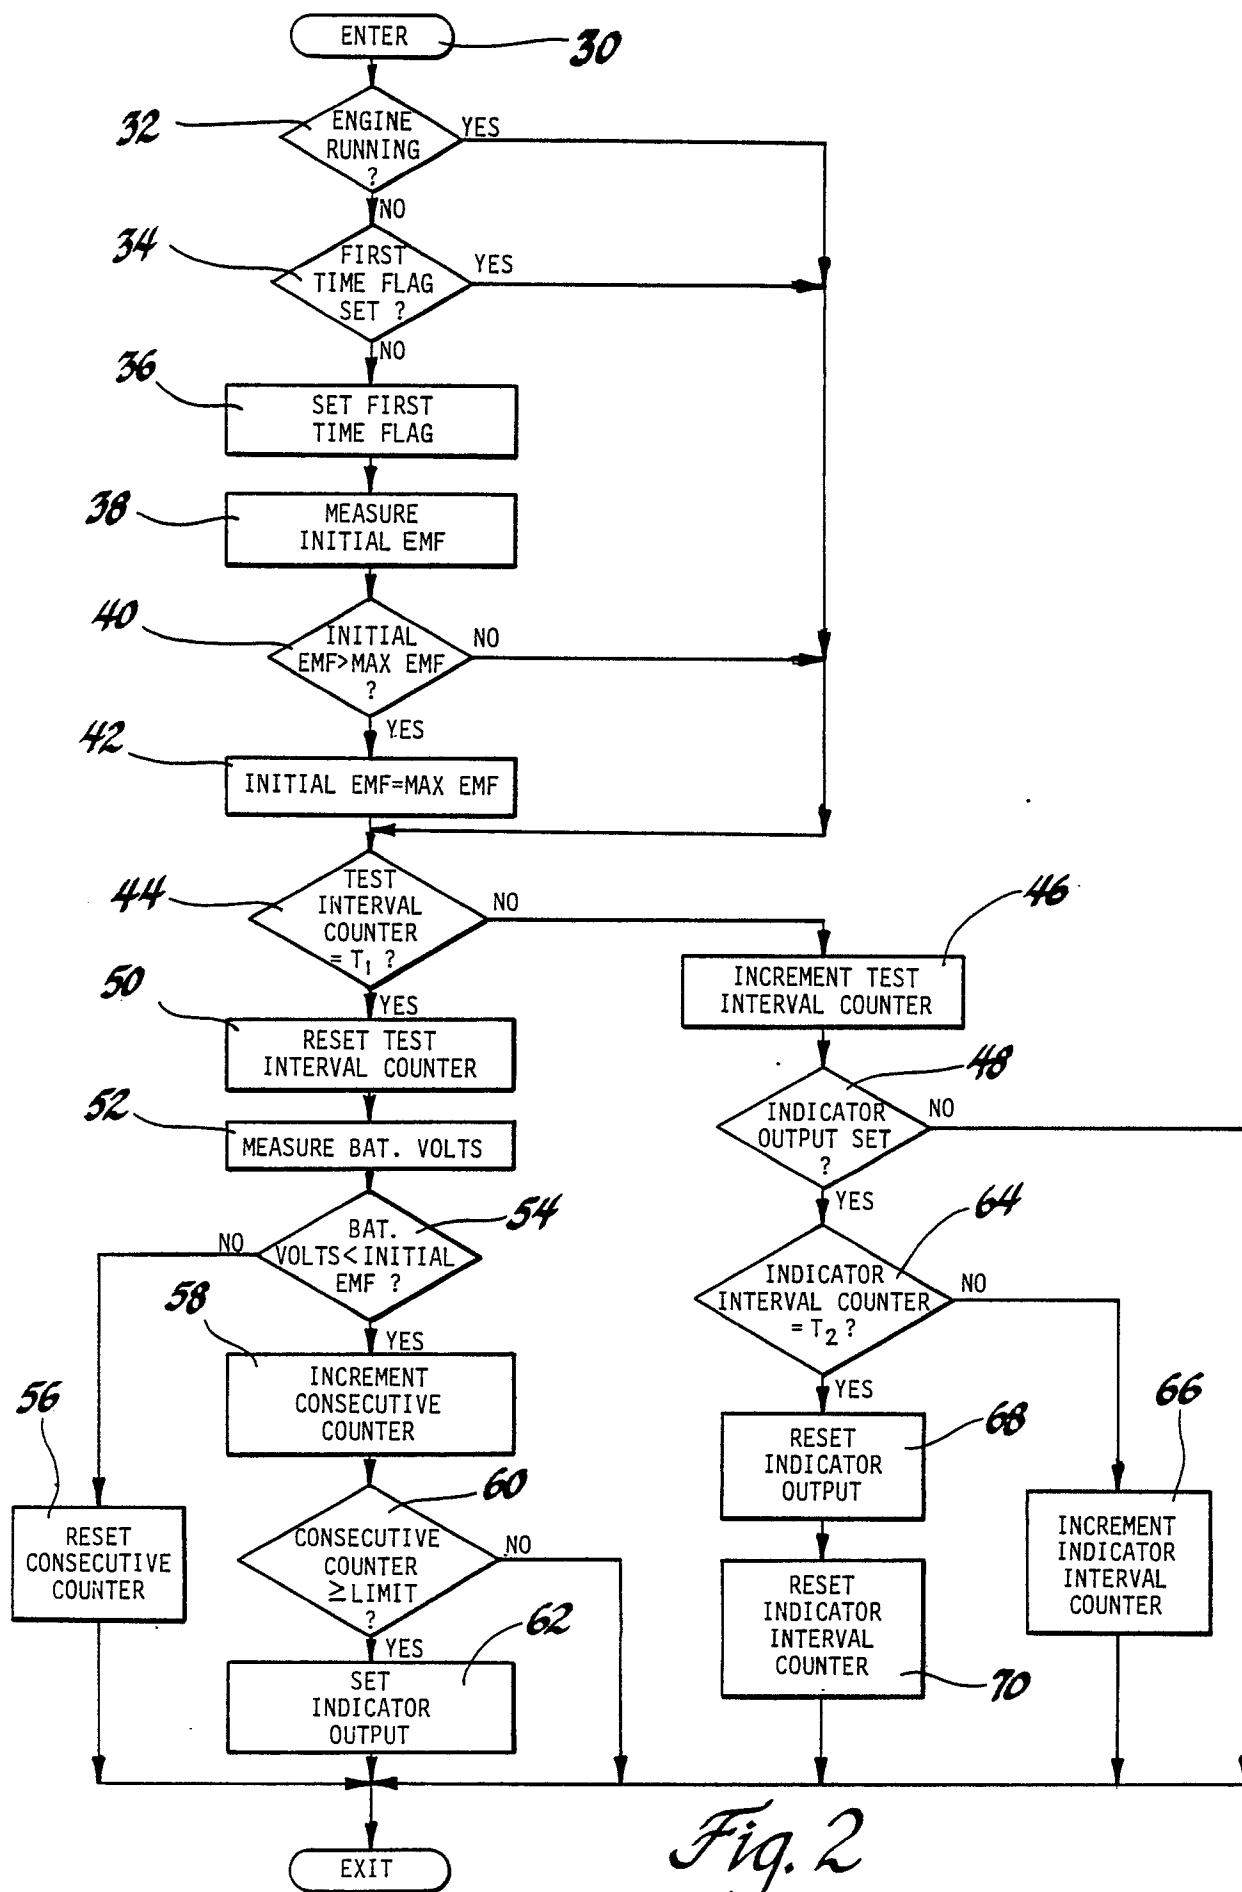 ENTER
30
32
ENGINE
RUNNING
?
YES
NO
34
FIRST
TIME FLAG
SET ?
YES
NO
36
SET FIRST
TIME FLAG
38
MEASURE
INITIAL EMF
40
INITIAL
EMF>MAX EMF
?
NO
YES
42
INITIAL EMF=MAX EMF
44
TEST
INTERVAL
COUNTER
= T1 ?
NO
YES
46
INCREMENT TEST
INTERVAL COUNTER
50
RESET TEST
INTERVAL COUNTER
48
INDICATOR
OUTPUT SET
?
NO
YES
52
MEASURE BAT. VOLTS
54
BAT.
VOLTS<INITIAL
EMF ?
NO
YES
64
INDICATOR
INTERVAL COUNTER
= T2 ?
NO
YES
58
INCREMENT
CONSECUTIVE
COUNTER
56
RESET
CONSECUTIVE
COUNTER
60
CONSECUTIVE
COUNTER
≥LIMIT
?
NO
YES
68
RESET
INDICATOR
OUTPUT
66
INCREMENT
INDICATOR
INTERVAL
COUNTER
62
SET
INDICATOR
OUTPUT
RESET
INDICATOR
INTERVAL
COUNTER
70
EXIT
Fig. 2